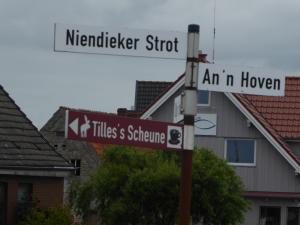 Niendieker Strot
An'n Hoven
Tilles's Scheune